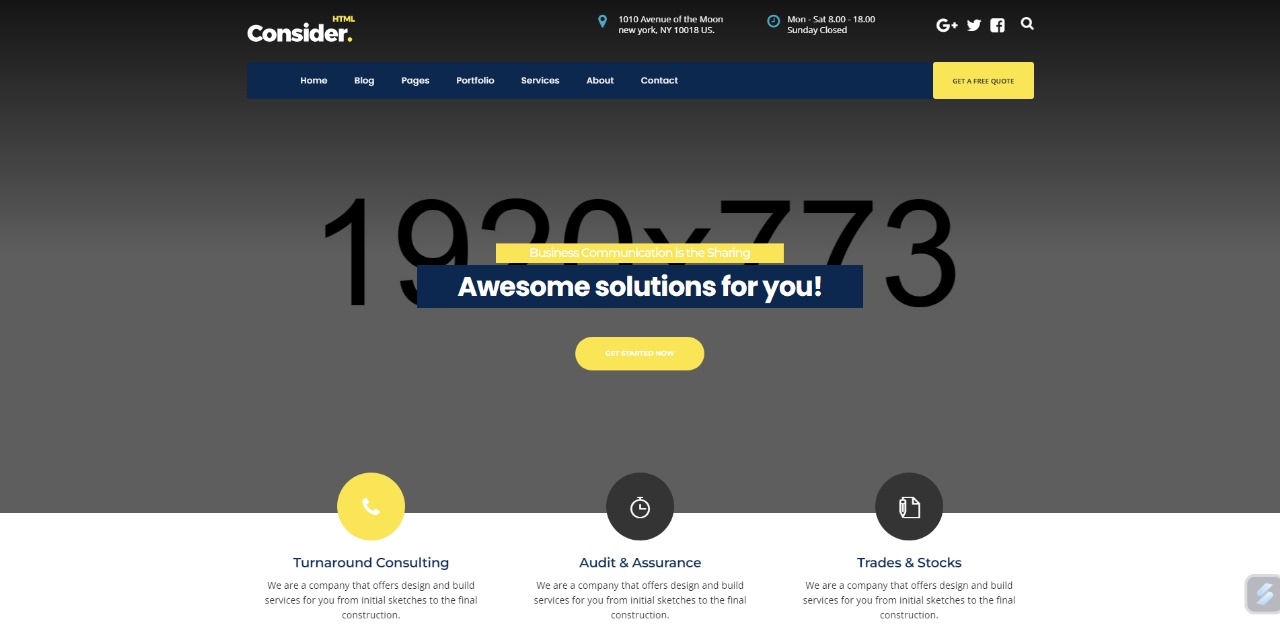 HTML
Consider.
1010 Avenue of the Moon
new york, NY 10018 US.
Mon - Sat 8.00 - 18.00
Sunday Closed
Home Blog Pages Portfolio Services About Contact
GET A FREE QUOTE
1920x773
Business Communication is the Sharing
Awesome solutions for you!
GET STARTED NOW
Turnaround Consulting
We are a company that offers design and build
services for you from initial sketches to the final
construction.
Audit & Assurance
We are a company that offers design and build
services for you from initial sketches to the final
construction.
Trades & Stocks
We are a company that offers design and build
services for you from initial sketches to the final
construction.